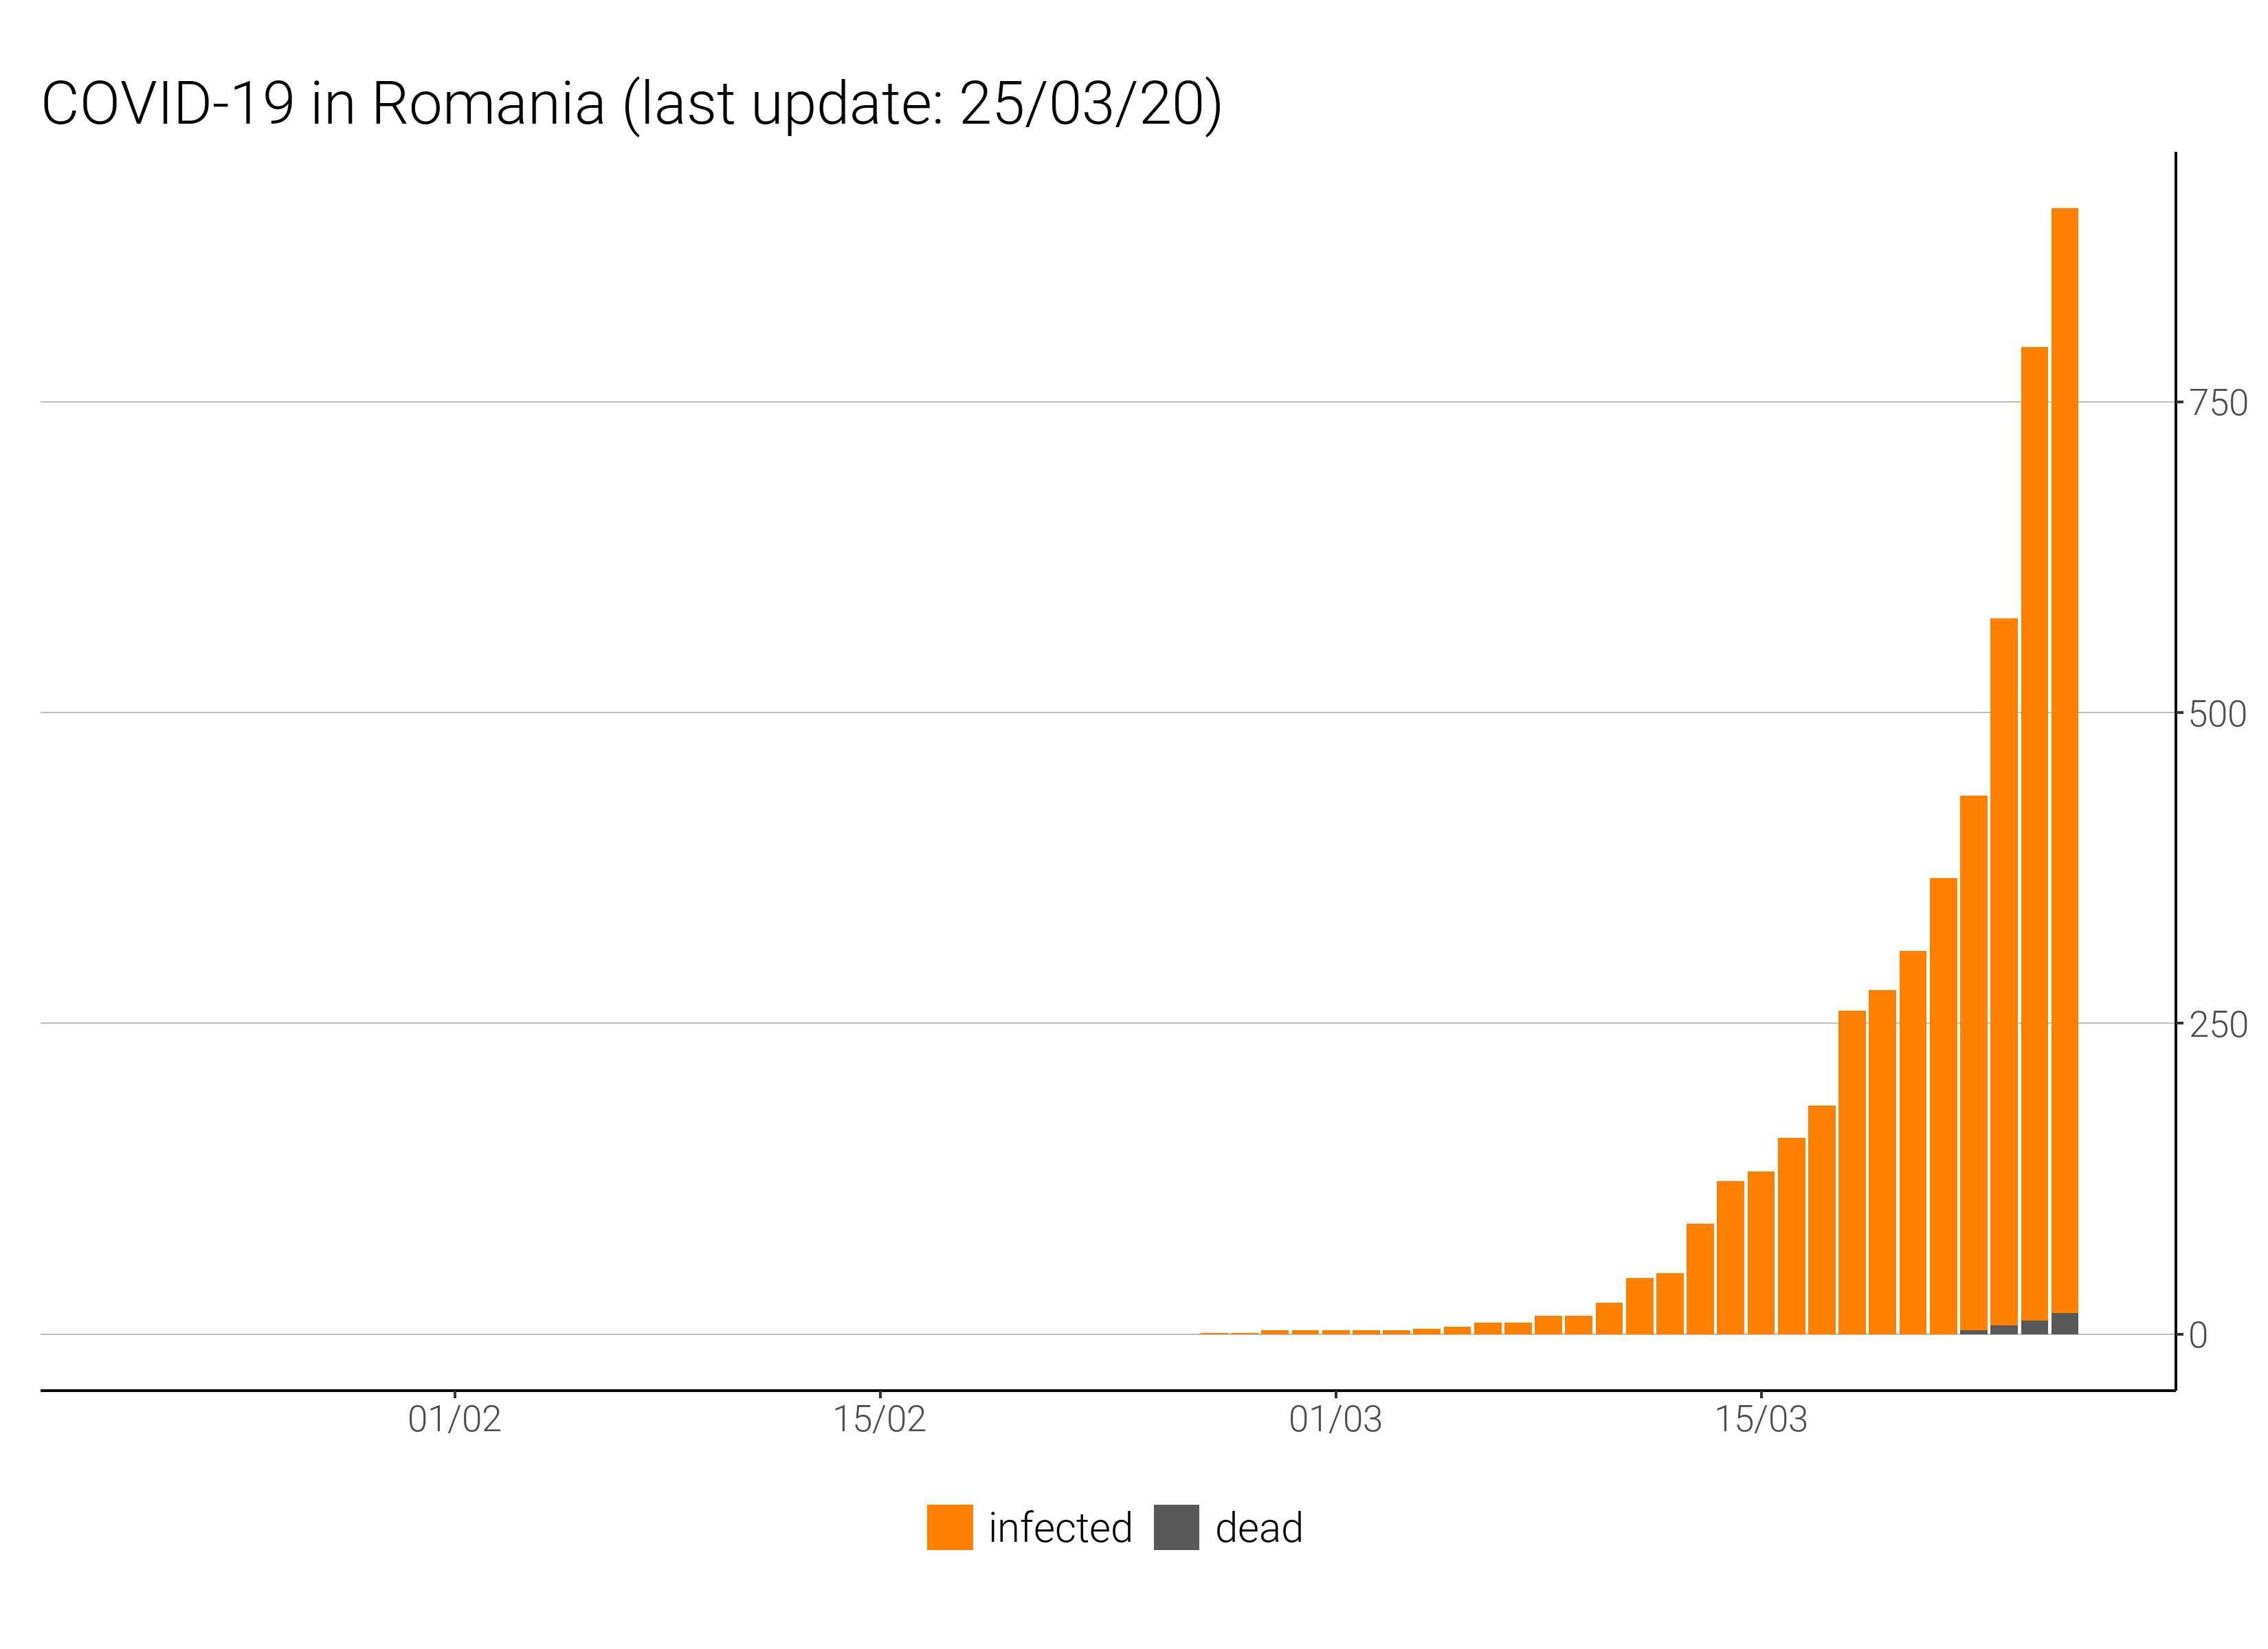 COVID-19 in Romania (last update: 25/03/20)
750
500
250
0
01/02 15/02 01/03 15/03
infected dead